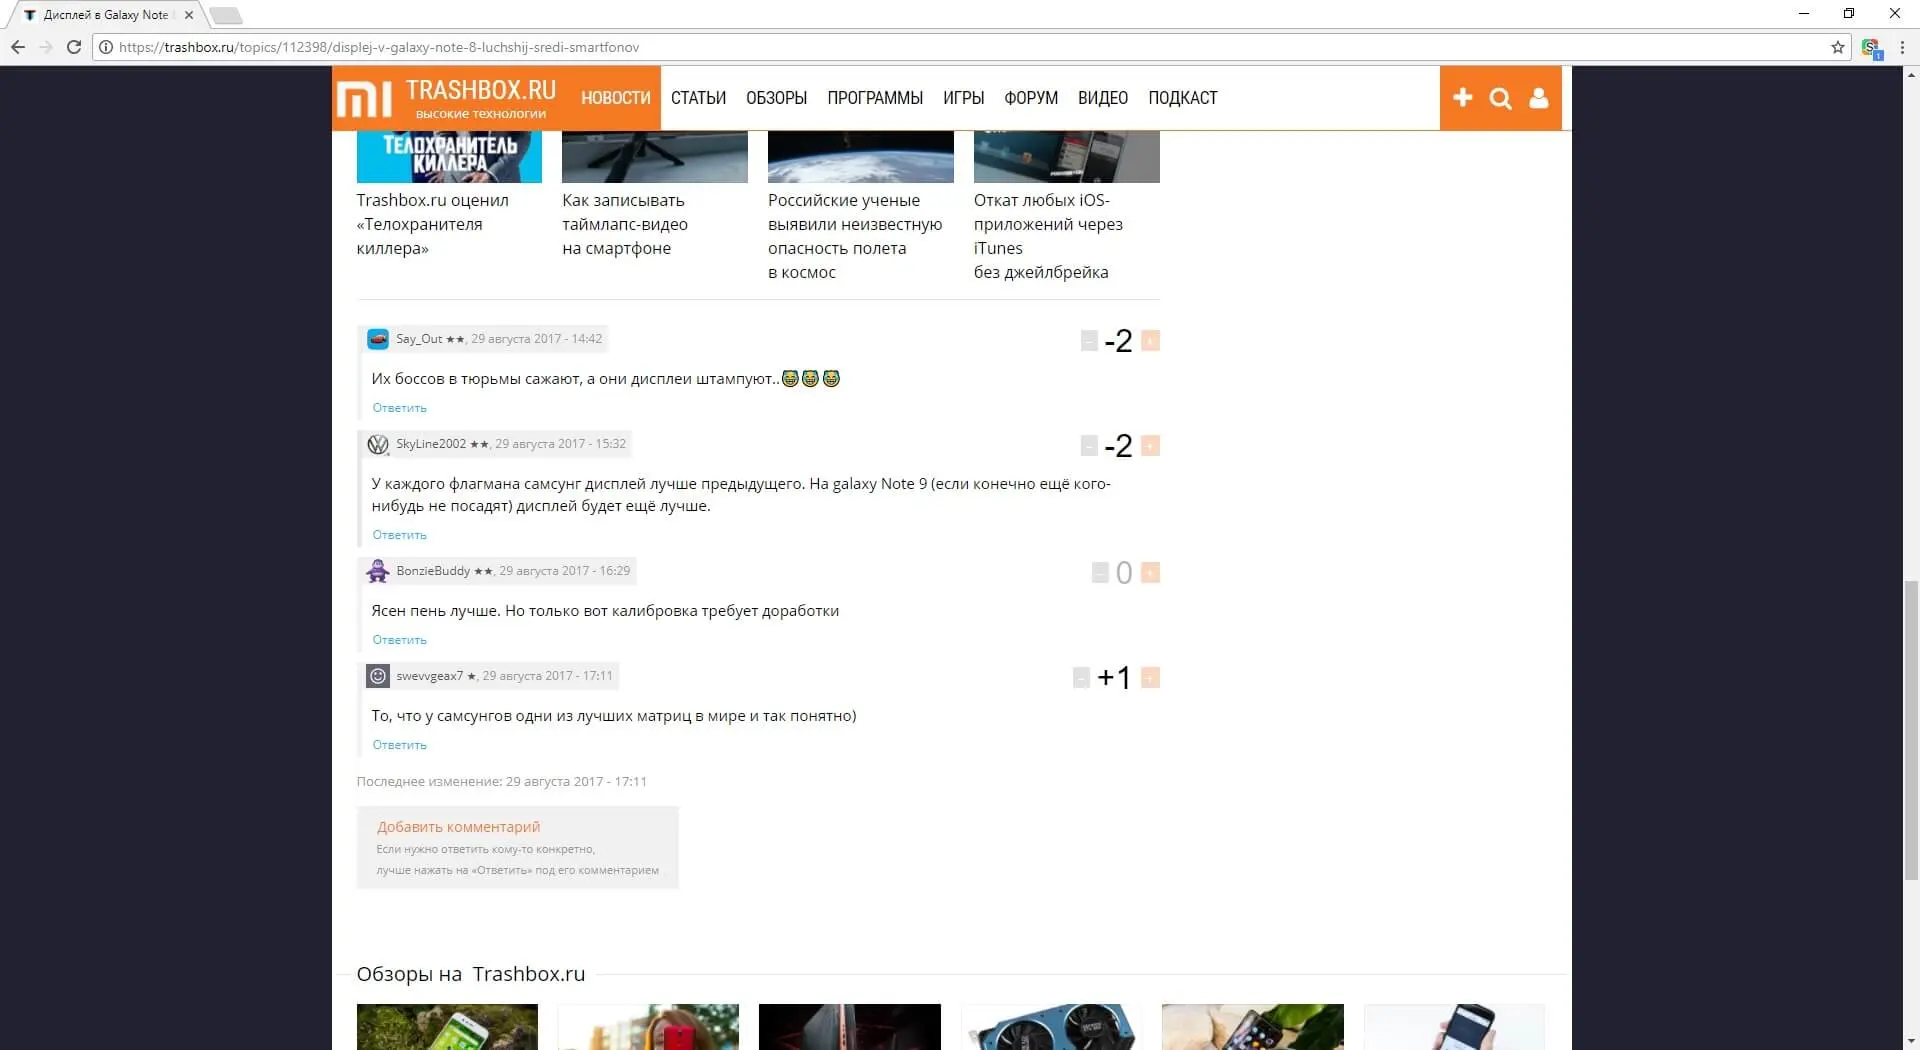 Дисплей в Galaxy Note
https://trashbox.ru/topics/112398/displej-v-galaxy-note-8-luchshij-sredi-smartfonov
TRASHBOX.RU
высокие технологии
НОВОСТИ СТАТЬИ ОБЗОРЫ ПРОГРАММЫ ИГРЫ ФОРУМ ВИДЕО ПОДКАСТ
ТЕЛОХРАНИТЕЛЬ
КИЛЛЕРА
Trashbox.ru оценил
«Телохранителя
киллера»
Как записывать
таймлапс-видео
на смартфоне
Российские ученые
выявили неизвестную
опасность полета
в космос
Откат любых iOS-
приложений через
iTunes
без джейлбрейка
Say_Out ★★, 29 августа 2017 - 14:42
-2
Их боссов в тюрьмы сажают, а они дисплеи штампуют..
Ответить
SkyLine2002 ★★, 29 августа 2017 - 15:32
-2
У каждого флагмана самсунг дисплей лучше предыдущего. На galaxy Note 9 (если конечно ещё кого-
нибудь не посадят) дисплей будет ещё лучше.
Ответить
BonzieBuddy ★★, 29 августа 2017 - 16:29
0
Ясен пень лучше. Но только вот калибровка требует доработки
Ответить
swevvgeax7 ★, 29 августа 2017 - 17:11
+1
То, что у самсунгов одни из лучших матриц в мире и так понятно)
Ответить
Последнее изменение: 29 августа 2017 - 17:11
Добавить комментарий
Если нужно ответить кому-то конкретно,
лучше нажать на «Ответить» под его комментарием
Обзоры на Trashbox.ru